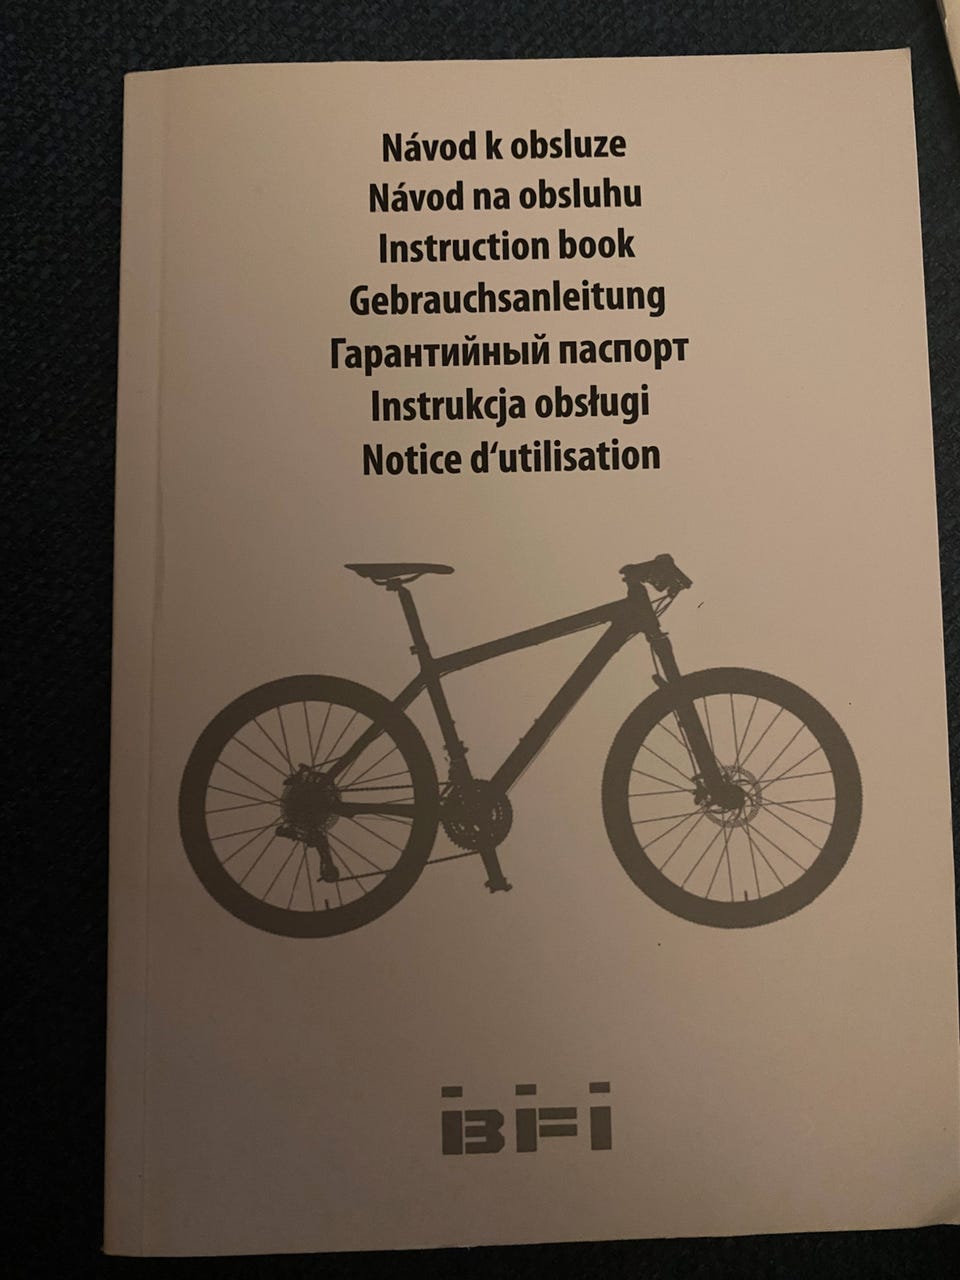 Návod k obsluze
Návod na obsluhu
Instruction book
Gebrauchsanleitung
Гарантийный паспорт
Instrukcja obsługi
Notice d‘utilisation
BFI